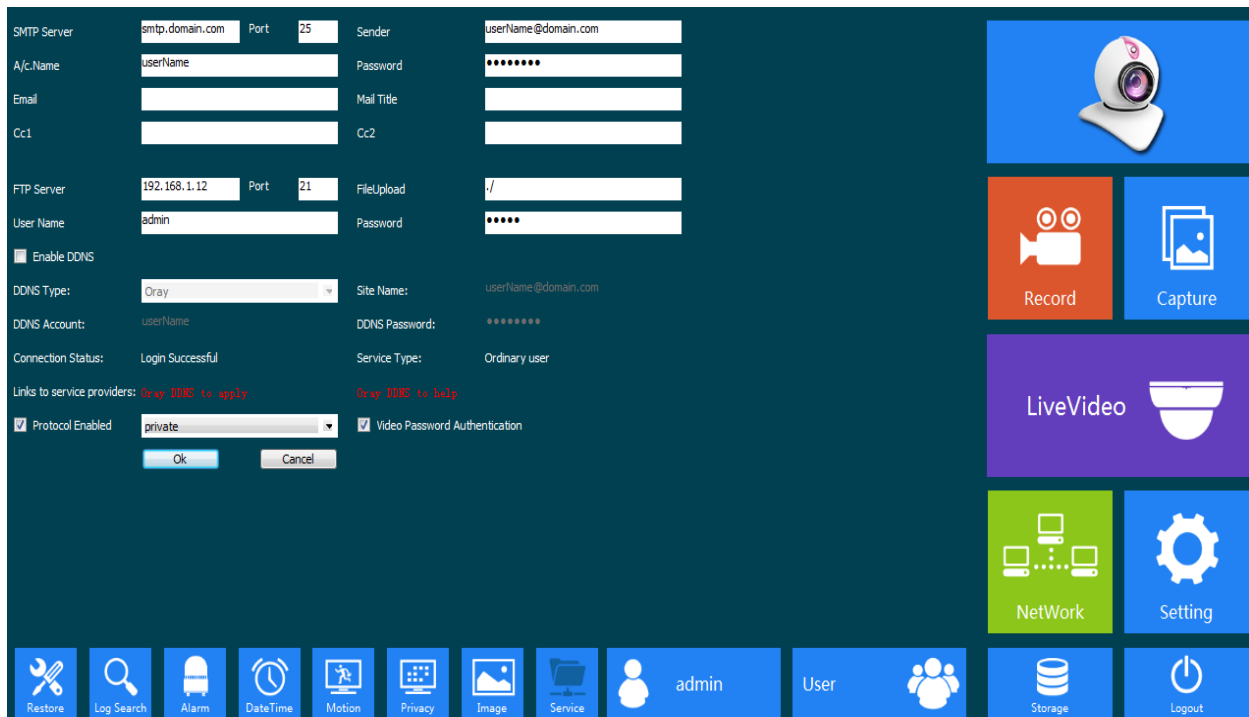 SMTP Server smtp.domain.com Port 25 Sender userName@domain.com
A/c.Name userName Password ••••••••
Email Mail Title
Cc1 Cc2
FTP Server 192.168.1.12 Port 21 FileUpload ./
User Name admin Password •••••
Enable DDNS
DDNS Type: Oray Site Name: userName@domain.com
DDNS Account: userName DDNS Password: ••••••••
Connection Status: Login Successful Service Type: Ordinary user
Links to service providers: Oray DDNS to apply Oray DDNS to help
Protocol Enabled private Video Password Authentication
Ok Cancel
Record Capture
LiveVideo
NetWork Setting
admin User
Restore Log Search Alarm DateTime Motion Privacy Image Service Storage Logout